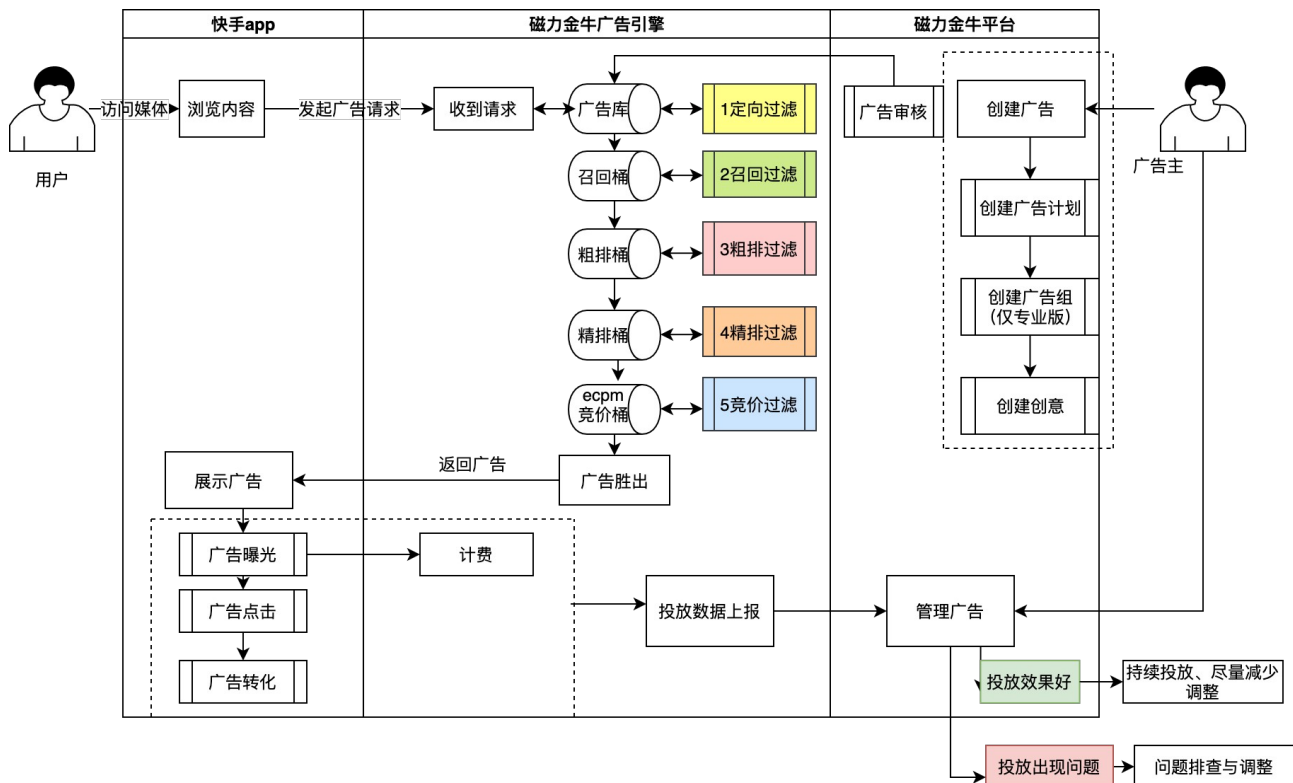 快手app
磁力金牛广告引擎
磁力金牛平台
用户
访问媒体
浏览内容
发起广告请求
收到请求
广告库
1定向过滤
广告审核
创建广告
广告主
召回桶
2召回过滤
创建广告计划
粗排桶
3粗排过滤
创建广告组
（仅专业版）
精排桶
4精排过滤
ecpm
竞价桶
5竞价过滤
创建创意
展示广告
返回广告
广告胜出
广告曝光
计费
广告点击
投放数据上报
管理广告
广告转化
投放效果好
持续投放、尽量减少
调整
投放出现问题
问题排查与调整